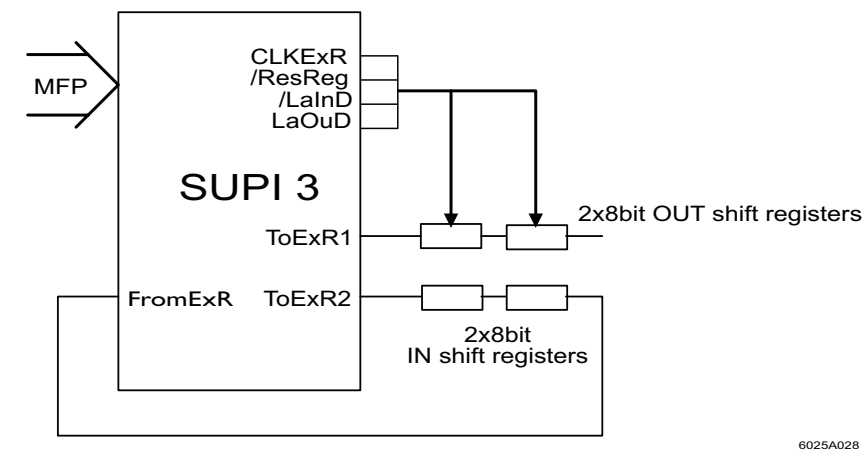 CLKExR
/ResReg
MFP
/LaInD
LaOuD
SUPI 3
2x8bit OUT shift registers
ToExR1
FromExR
ToExR2
2x8bit
IN shift registers
6025A028